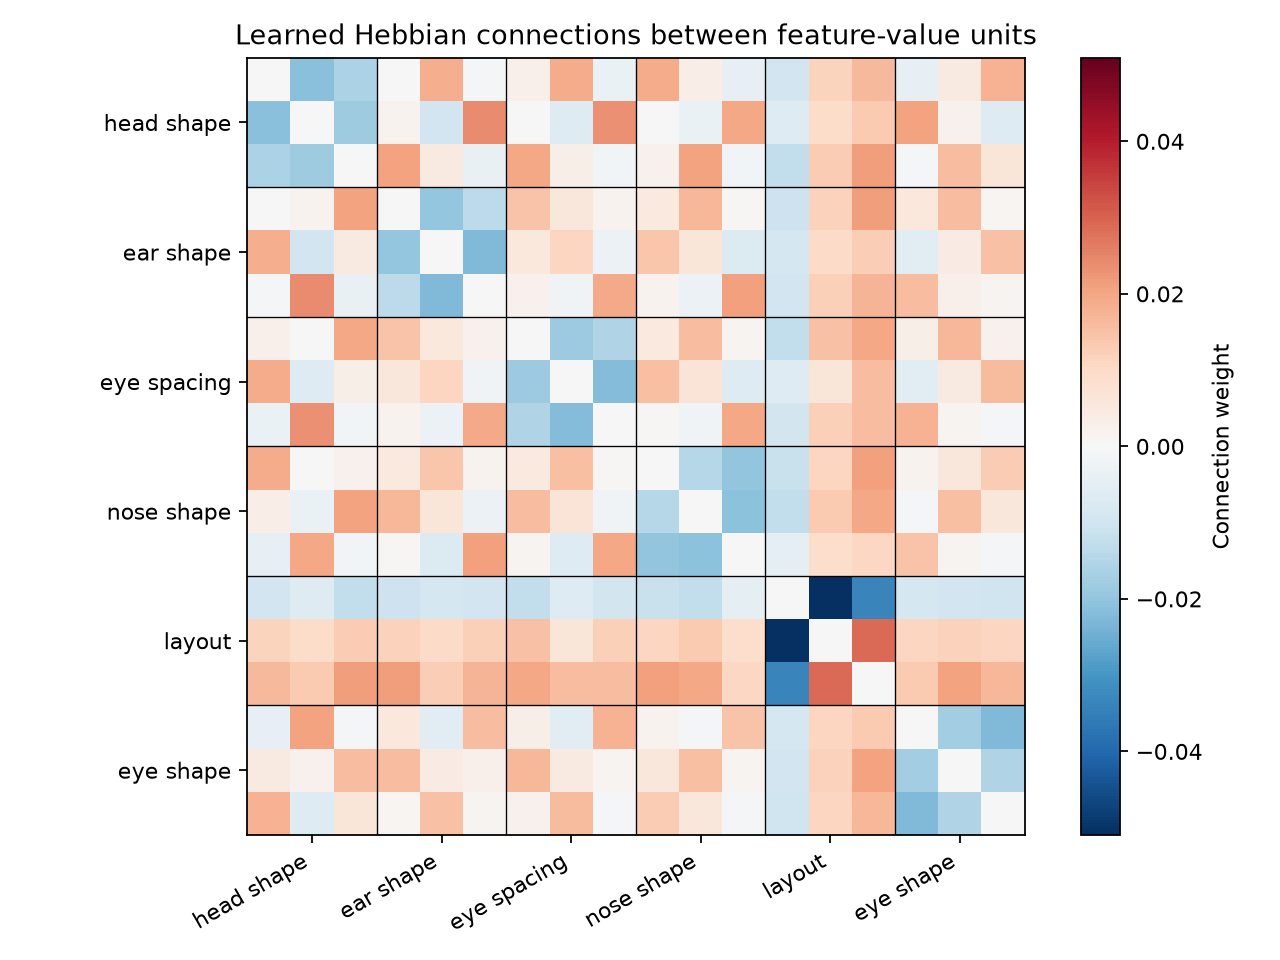 Learned Hebbian connections between feature-value units
head shape
ear shape
eye spacing
nose shape
layout
eye shape
head shape
ear shape
eye spacing
nose shape
layout
eye shape
0.04
0.02
0.00
−0.02
−0.04
Connection weight